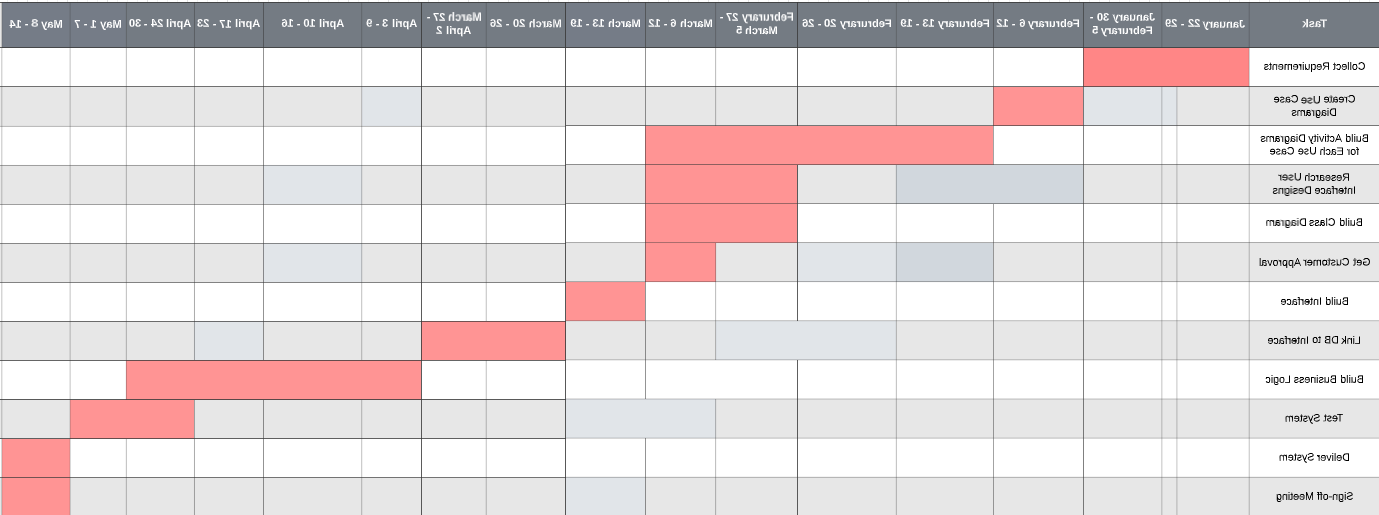 Task
January 22 - 29
January 30 -
Februrary 5
Februrary 6 - 12
Februrary 13 - 19
Februrary 20 - 26
Februrary 27 -
March 5
March 6 - 12
March 13 - 19
March 20 - 26
March 27 -
April 2
April 3 - 9
April 10 - 16
April 17 - 23
April 24 - 30
May 1 - 7
May 8 - 14
Collect Requirements
Create Use Case
Diagrams
Build Activity Diagrams
for Each Use Case
Research User
Interface Designs
Build Class Diagram
Get Customer Approval
Build Interface
Link DB to Interface
Build Business Logic
Test System
Deliver System
Sign-off Meeting